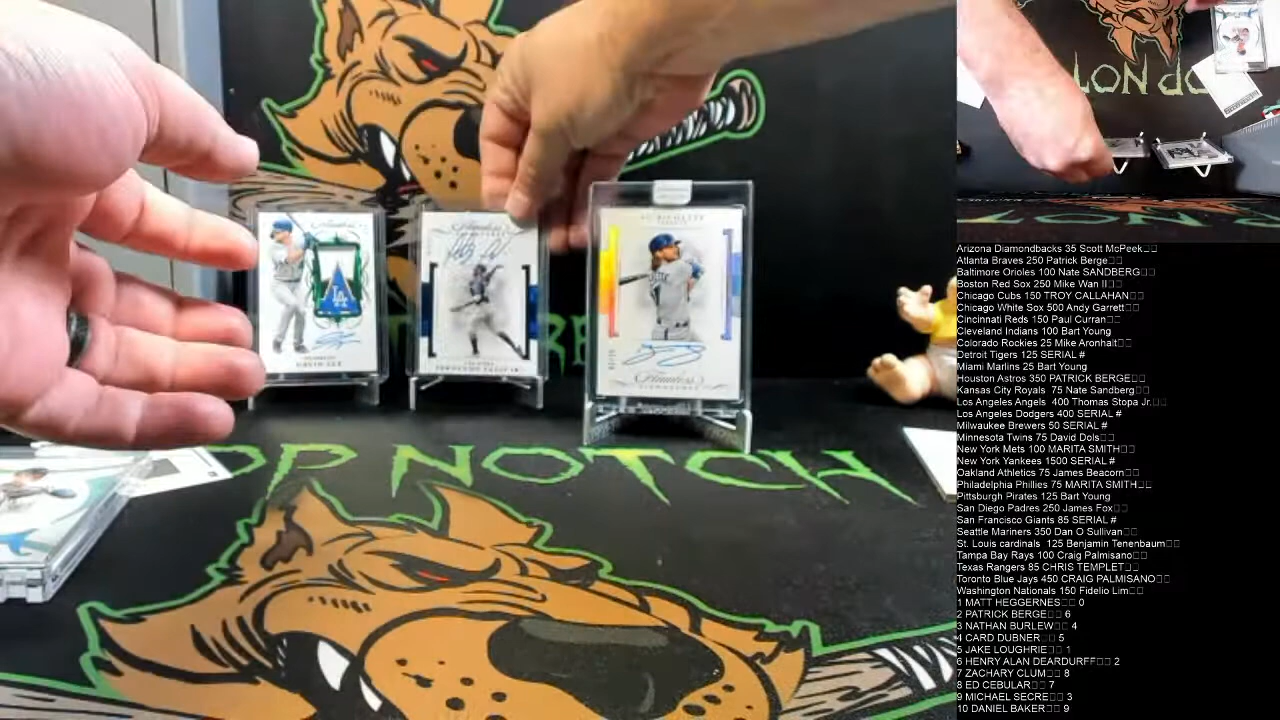 Flawless
LA
Flawless
BO BICHETTE
Flawless
TOP NOTCH
Arizona Diamondbacks 35 Scott McPeek□□
Atlanta Braves 250 Patrick Berge□□
Baltimore Orioles 100 Nate SANDBERG□□
Boston Red Sox 250 Mike Wan II□□
Chicago Cubs 150 TROY CALLAHAN□□
Chicago White Sox 500 Andy Garrett□□
Cincinnati Reds 150 Paul Curran□□
Cleveland Indians 100 Bart Young
Colorado Rockies 25 Mike Aronhalt□□
Detroit Tigers 125 SERIAL #
Miami Marlins 25 Bart Young
Houston Astros 350 PATRICK BERGE□□
Kansas City Royals  75 Nate Sandberg□□
Los Angeles Angels  400 Thomas Stopa Jr.□□
Los Angeles Dodgers 400 SERIAL #
Milwaukee Brewers 50 SERIAL #
Minnesota Twins 75 David Dols□□
New York Mets 100 MARITA SMITH□□
New York Yankees 1500 SERIAL #
Oakland Athletics 75 James Beacorn□□
Philadelphia Phillies 75 MARITA SMITH□□
Pittsburgh Pirates 125 Bart Young
San Diego Padres 250 James Fox□□
San Francisco Giants 85 SERIAL #
Seattle Mariners 350 Dan O Sullivan□□
St. Louis cardinals  125 Benjamin Tenenbaum□□
Tampa Bay Rays 100 Craig Palmisano□□
Texas Rangers 85 CHRIS TEMPLET□□
Toronto Blue Jays 450 CRAIG PALMISANO□□
Washington Nationals 150 Fidelio Lim□□
1 MATT HEGGERNES□□ 0
2 PATRICK BERGE□□ 6
3 NATHAN BURLEW□□ 4
4 CARD DUBNER□□ 5
5 JAKE LOUGHRIE□□ 1
6 HENRY ALAN DEARDURFF□□ 2
7 ZACHARY CLUM□□ 8
8 ED CEBULAR□□ 7
9 MICHAEL SECRE□□ 3
10 DANIEL BAKER□□ 9